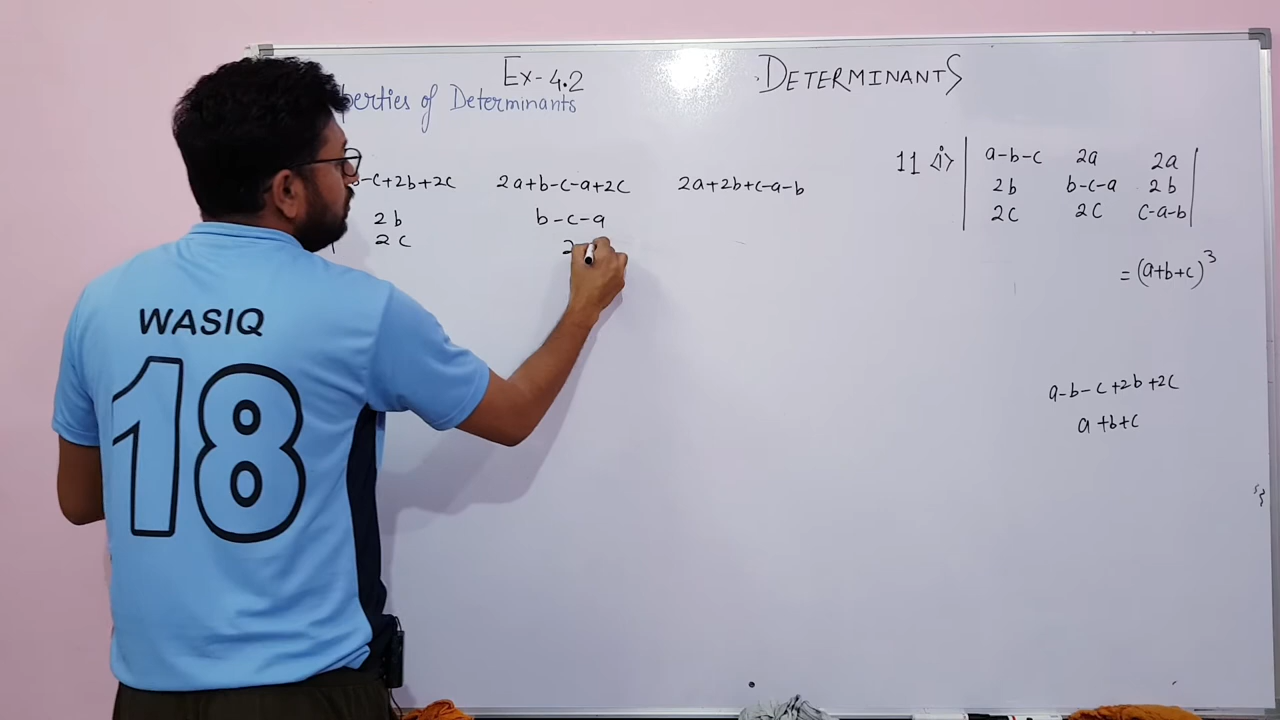 Ex-4.2
DETERMINANTS
of Determinants
-c+2b+2c 2a+b-c-a+2c 2a+2b+c-a-b
2b b-c-a
2c 2
11 <i> a-b-c 2a 2a
2b b-c-a 2b
2c 2c c-a-b
= (a+b+c)^3
a-b-c+2b+2c
a+b+c
WASIQ
18